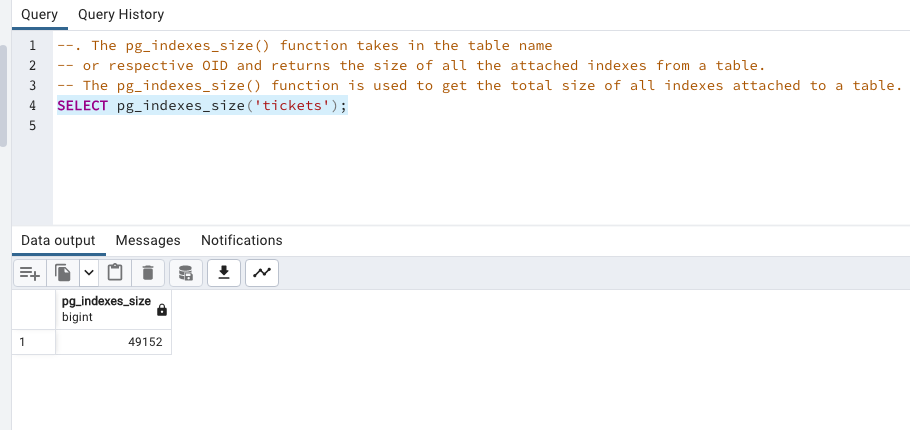 Query Query History
1 --. The pg_indexes_size() function takes in the table name
2 -- or respective OID and returns the size of all the attached indexes from a table.
3 -- The pg_indexes_size() function is used to get the total size of all indexes attached to a table.
4 SELECT pg_indexes_size('tickets');
5
Data output Messages Notifications
pg_indexes_size
bigint
1 49152